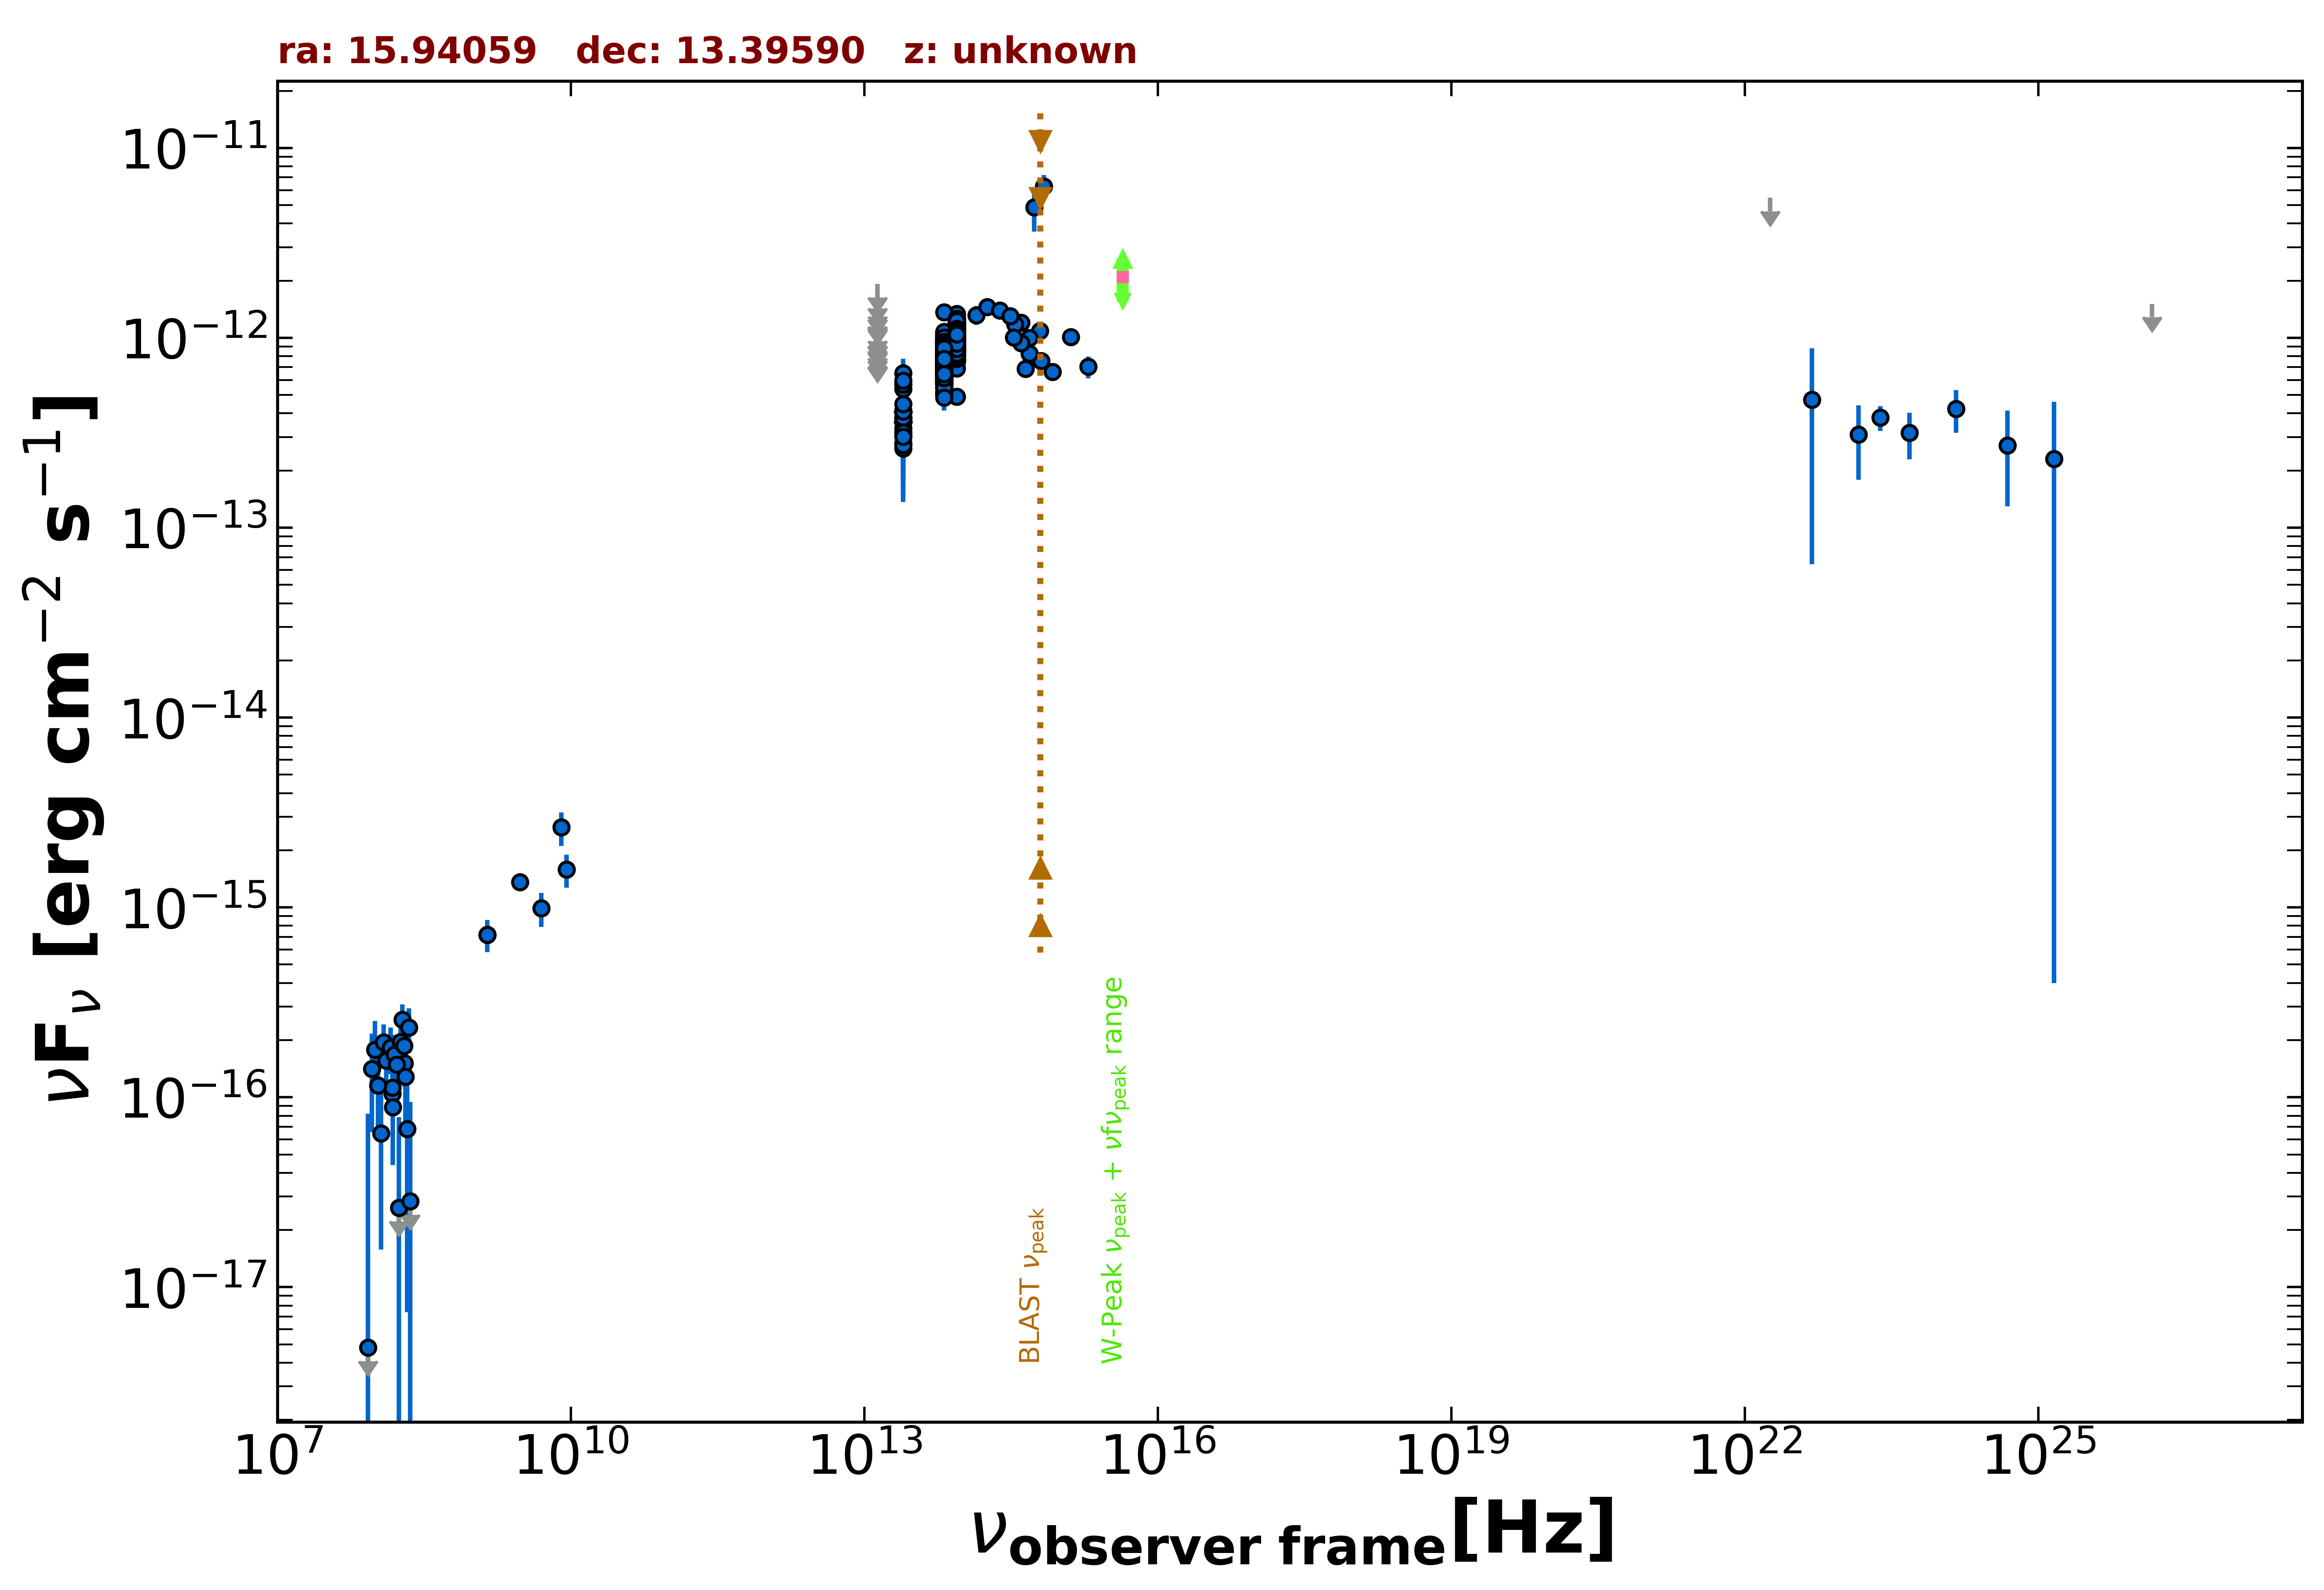 ra: 15.94059   dec: 13.39590   z: unknown
10⁻¹¹
10⁻¹²
10⁻¹³
10⁻¹⁴
10⁻¹⁵
10⁻¹⁶
10⁻¹⁷
νFν [erg cm⁻² s⁻¹]
BLAST νpeak
W-Peak νpeak + νfνpeak range
10⁷ 10¹⁰ 10¹³ 10¹⁶ 10¹⁹ 10²² 10²⁵
νobserver frame [Hz]